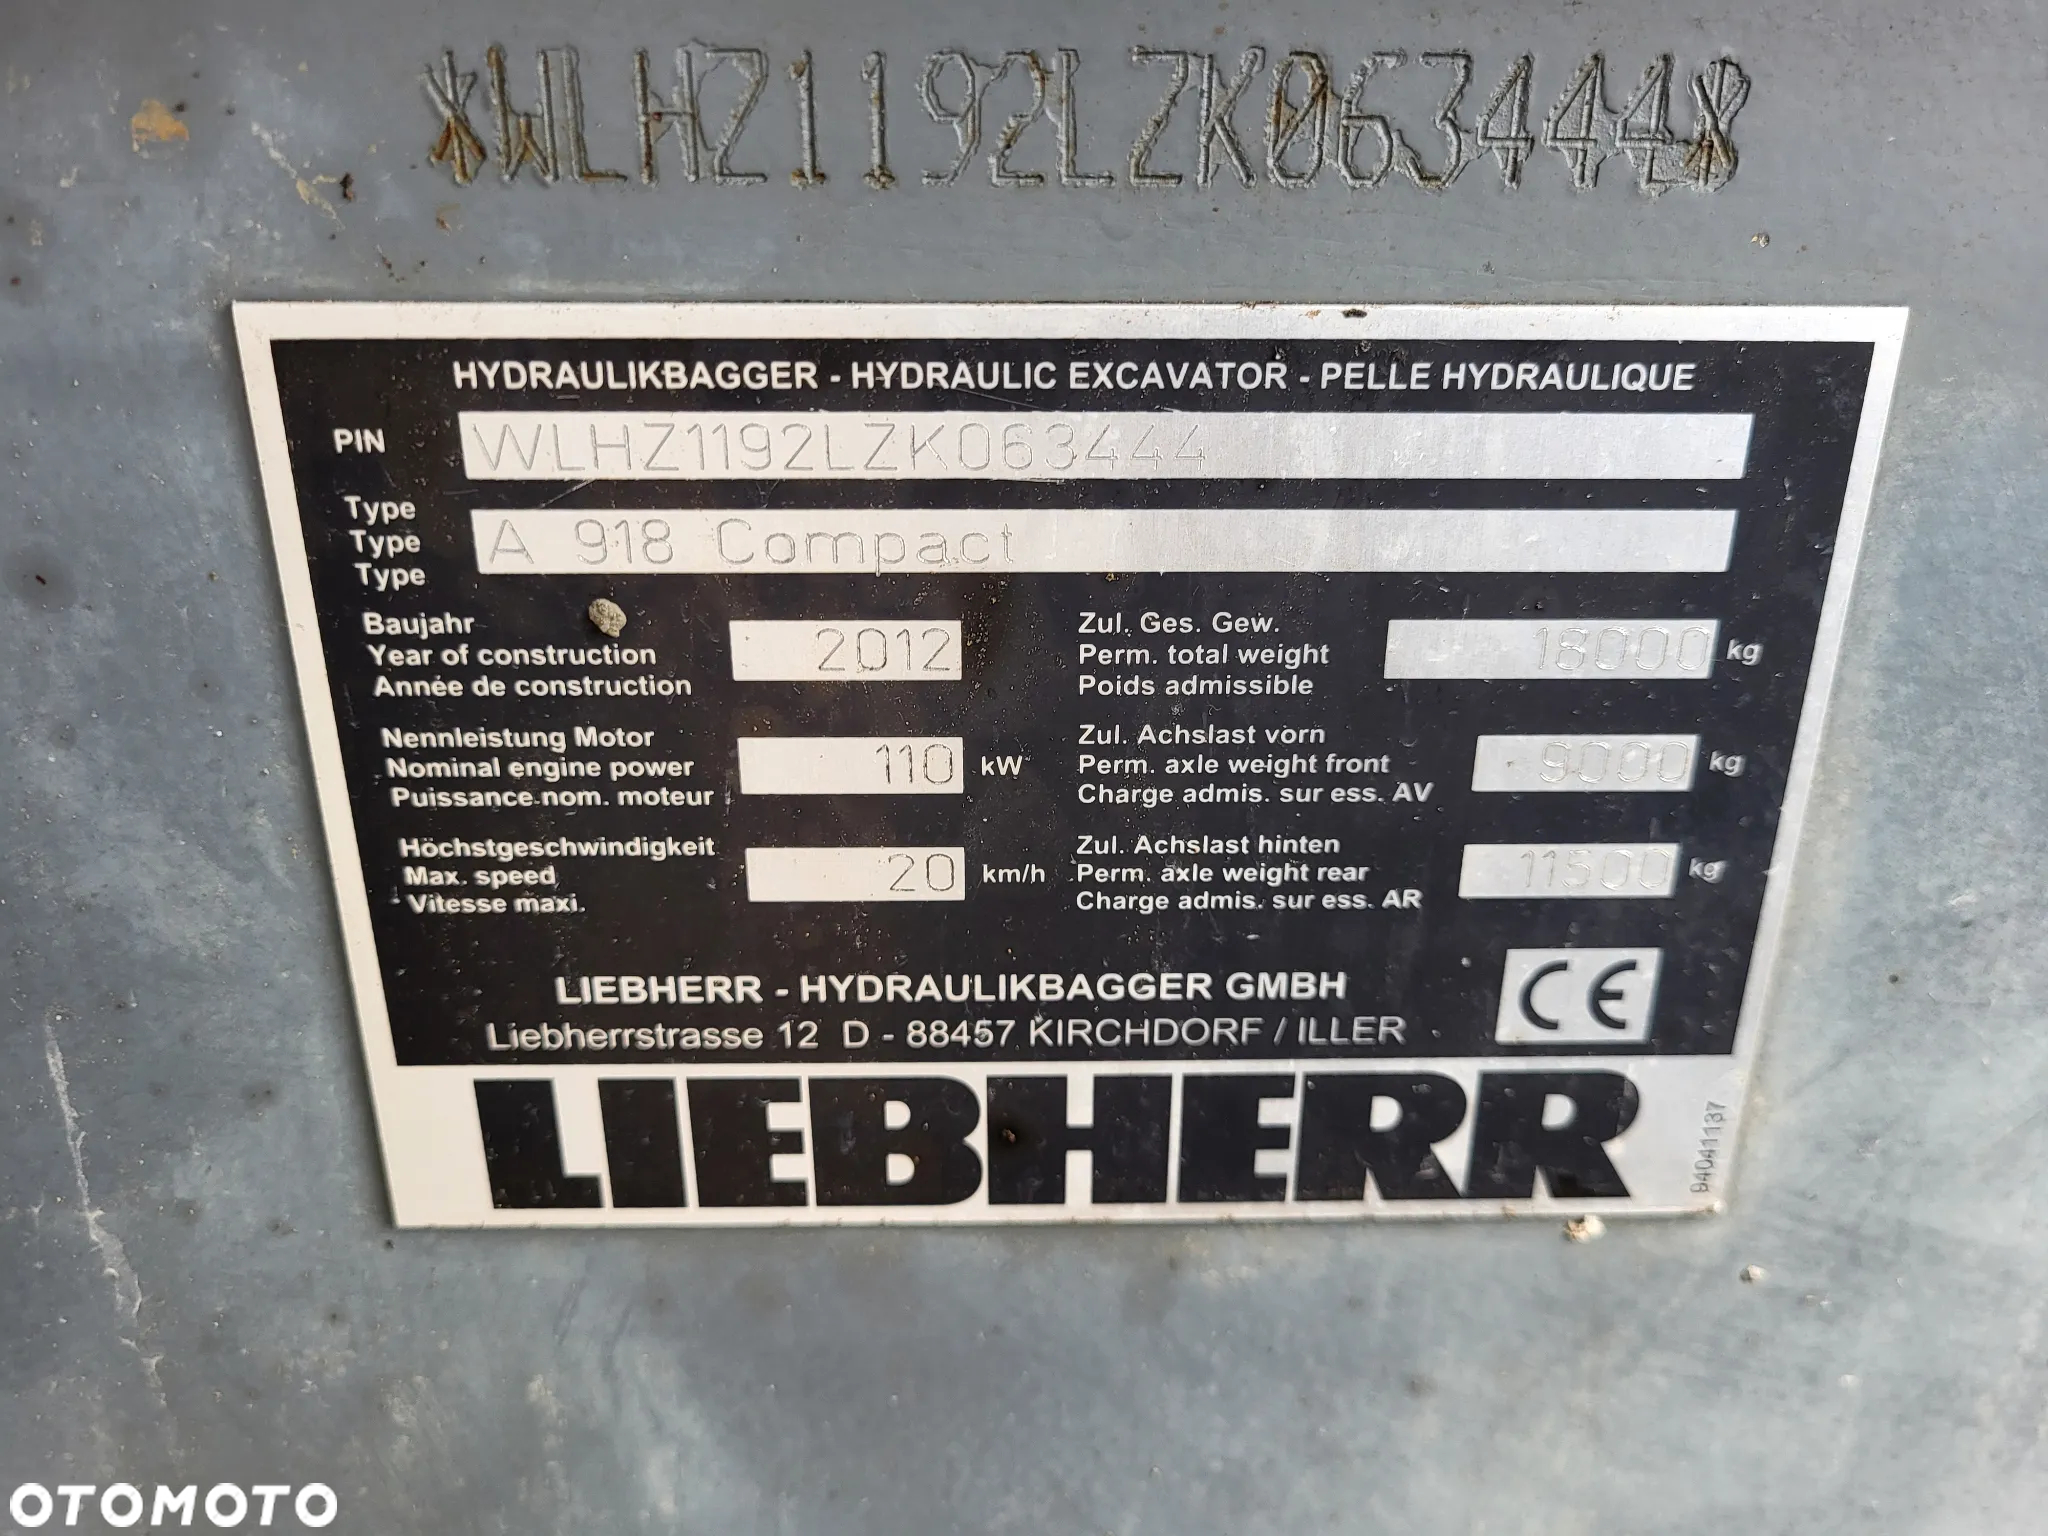 *WLHZ1192LZK063444*
HYDRAULIKBAGGER - HYDRAULIC EXCAVATOR - PELLE HYDRAULIQUE
PIN WLHZ1192LZK063444
Type
Type A 918 Compact
Type
Baujahr
Year of construction 2012
Année de construction
Zul. Ges. Gew.
Perm. total weight 18000 kg
Poids admissible
Nennleistung Motor
Nominal engine power 110 kW
Puissance nom. moteur
Zul. Achslast vorn
Perm. axle weight front 9000 kg
Charge admis. sur ess. AV
Höchstgeschwindigkeit
Max. speed 20 km/h
Vitesse maxi.
Zul. Achslast hinten
Perm. axle weight rear 11500 kg
Charge admis. sur ess. AR
LIEBHERR - HYDRAULIKBAGGER GMBH
Liebherrstrasse 12 D - 88457 KIRCHDORF / ILLER
CE
LIEBHERR
94041137
OTOMOTO